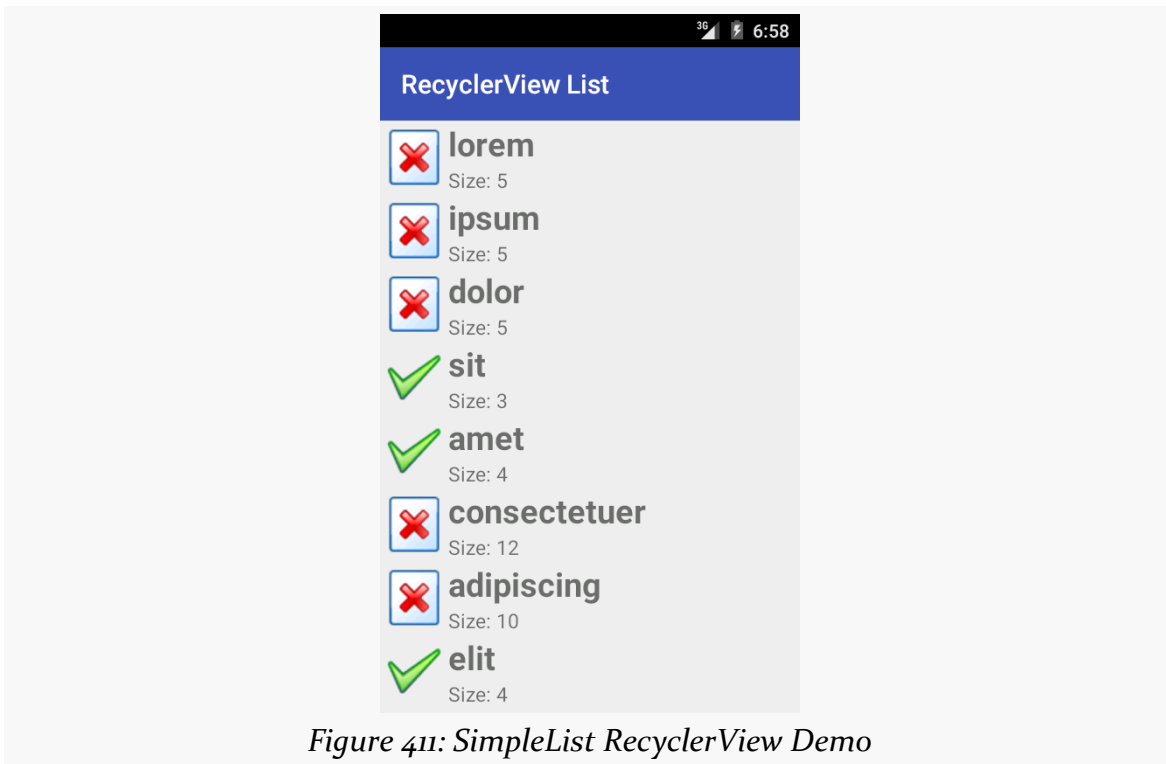 3G 6:58
RecyclerView List
lorem
Size: 5
ipsum
Size: 5
dolor
Size: 5
sit
Size: 3
amet
Size: 4
consectetuer
Size: 12
adipiscing
Size: 10
elit
Size: 4
Figure 411: SimpleList RecyclerView Demo